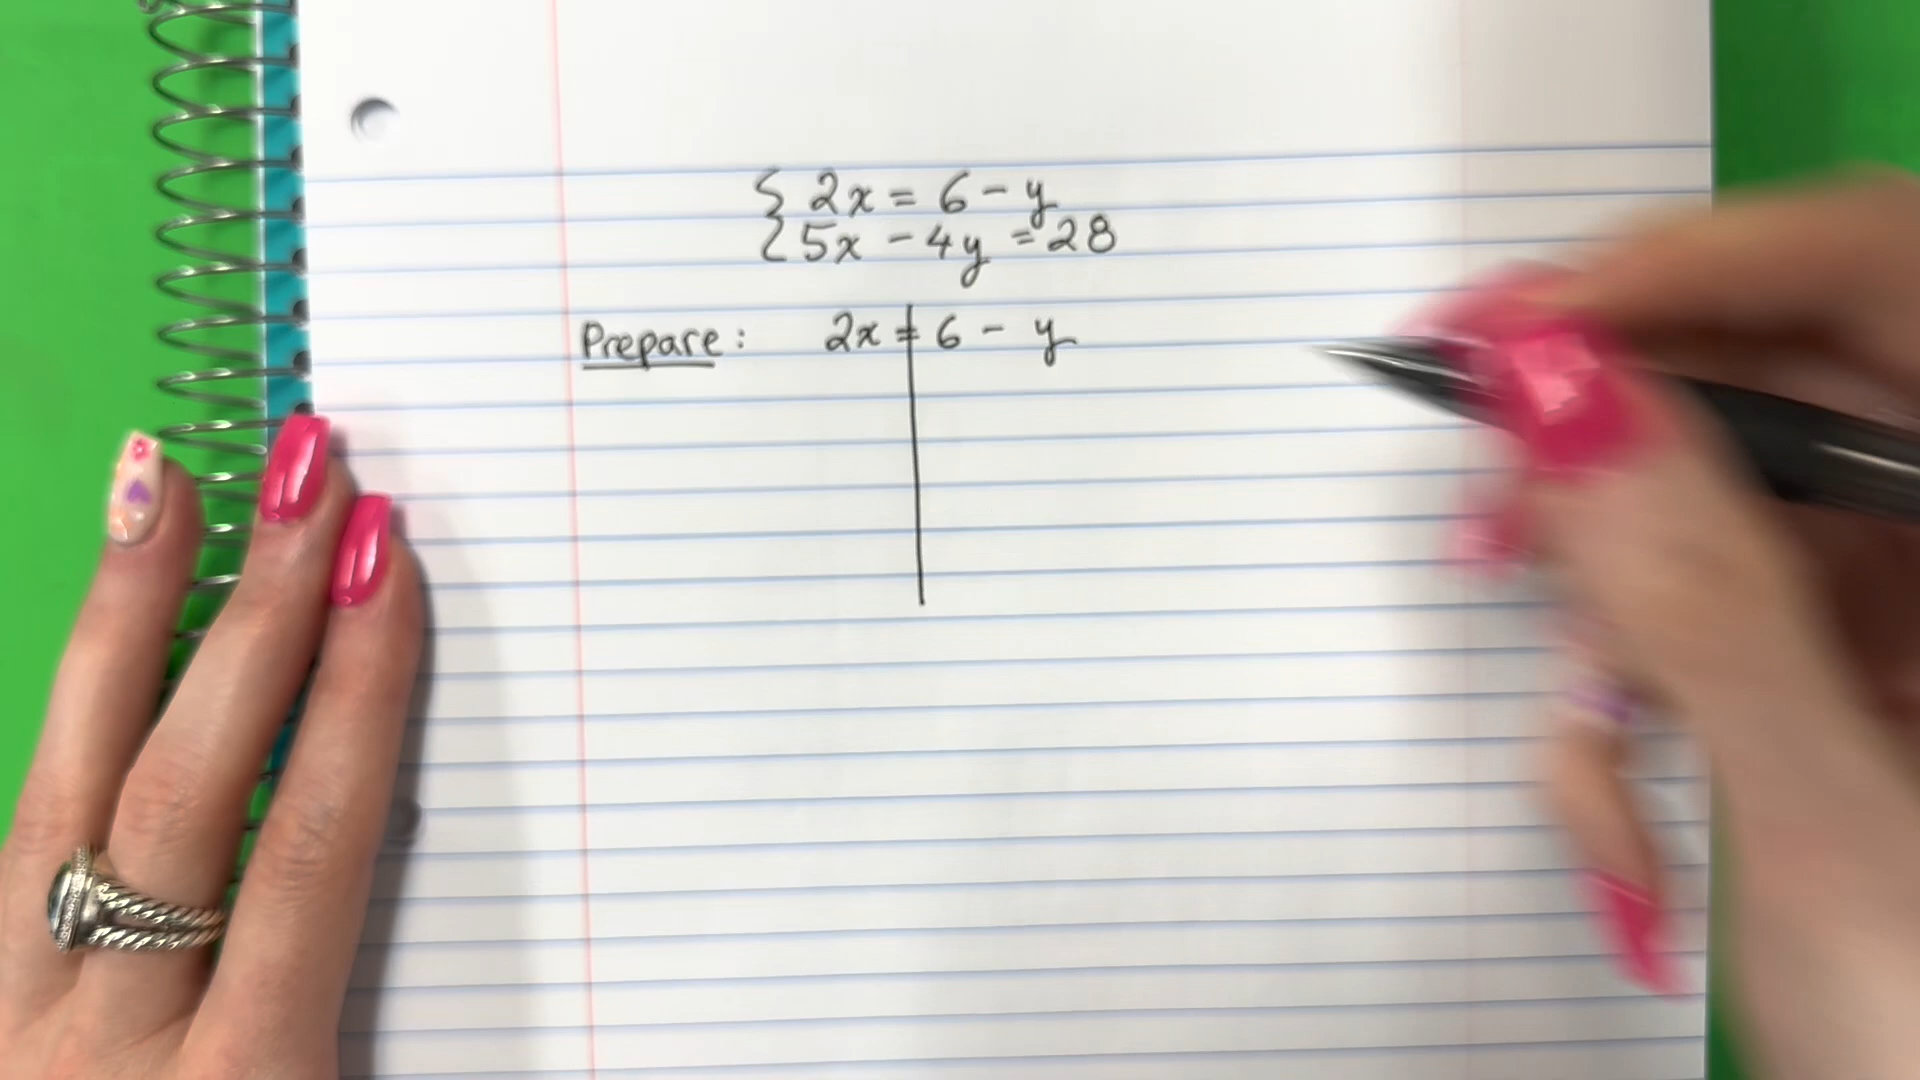 2x = 6 - y
5x - 4y = 28
Prepare: 2x = 6 - y